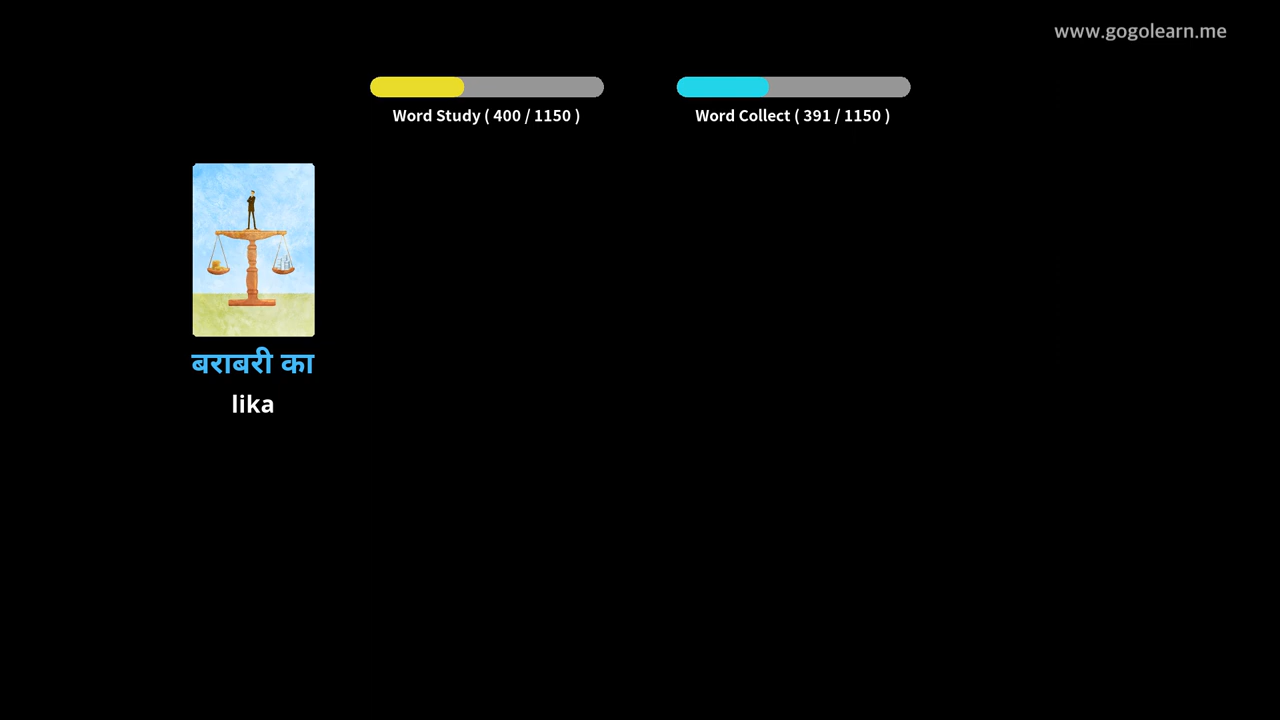 www.gogolearn.me
Word Study ( 400 / 1150 )
Word Collect ( 391 / 1150 )
बराबरी का
lika